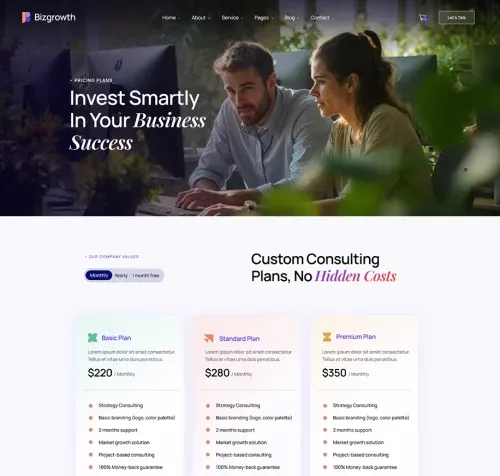 Bizgrowth
Home About Service Pages Blog Contact
Let's Talk
PRICING PLANS
Invest Smartly
In Your Business
Success
OUR COMPANY VALUES
Monthly Yearly : 1 month free
Custom Consulting
Plans, No Hidden Costs
Basic Plan
Lorem ipsum dolor sit amet consectetur
Tellus et vitae urna duis penatibus.
$220 / Monthly
Strategy Consulting
Basic branding (logo, color palette)
2 months support
Market growth solution
Project-based consulting
100% Money-back guarantee
Standard Plan
Lorem ipsum dolor sit amet consectetur
Tellus et vitae urna duis penatibus.
$280 / Monthly
Strategy Consulting
Basic branding (logo, color palette)
2 months support
Market growth solution
Project-based consulting
100% Money-back guarantee
Premium Plan
Lorem ipsum dolor sit amet consectetur
Tellus et vitae urna duis penatibus.
$350 / Monthly
Strategy Consulting
Basic branding (logo, color palette)
2 months support
Market growth solution
Project-based consulting
100% Money-back guarantee